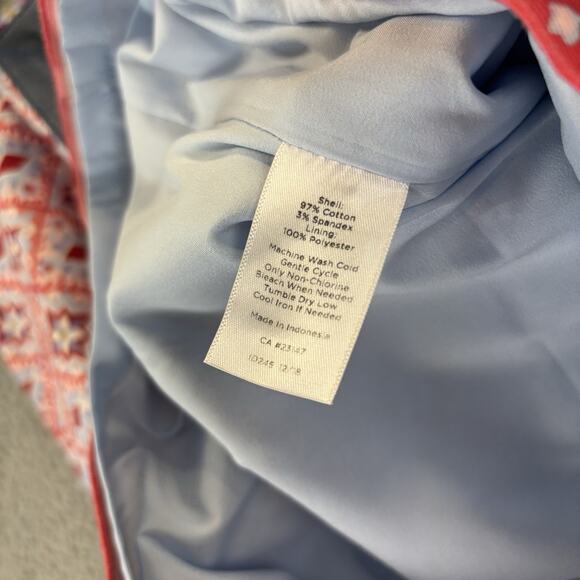 Shell:
97% Cotton
3% Spandex
Lining:
100% Polyester
Machine Wash Cold
Gentle Cycle
Only Non-Chlorine
Bleach When Needed
Tumble Dry Low
Cool Iron If Needed
Made in Indonesia
CA #23147
ID245 12/18